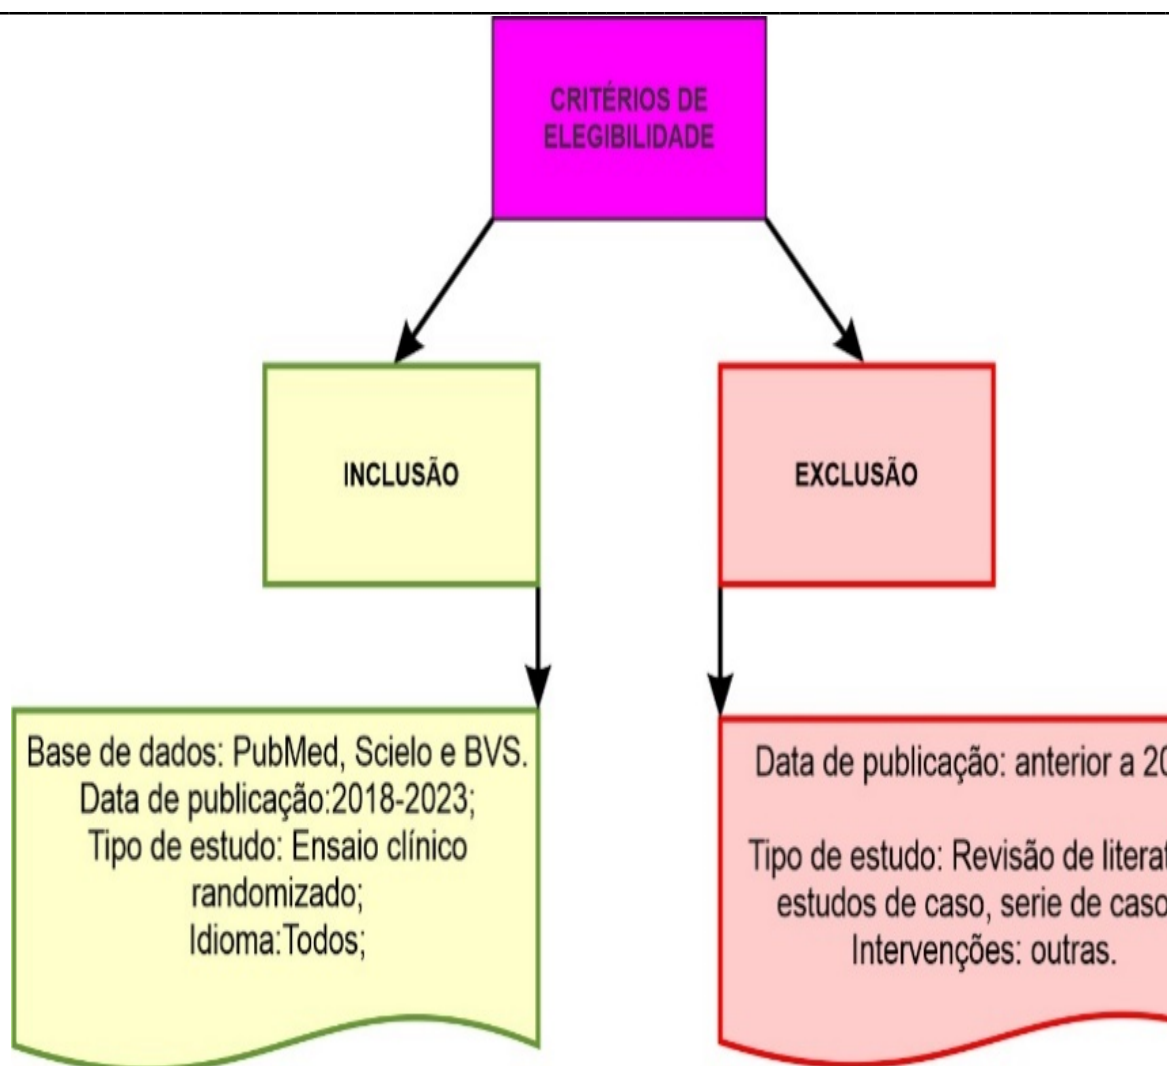 CRITÉRIOS DE
ELEGIBILIDADE
INCLUSÃO
EXCLUSÃO
Base de dados: PubMed, Scielo e BVS.
Data de publicação:2018-2023;
Tipo de estudo: Ensaio clínico
randomizado;
Idioma:Todos;
Data de publicação: anterior a
Tipo de estudo: Revisão de
estudos de caso, serie de
Intervenções: outras.